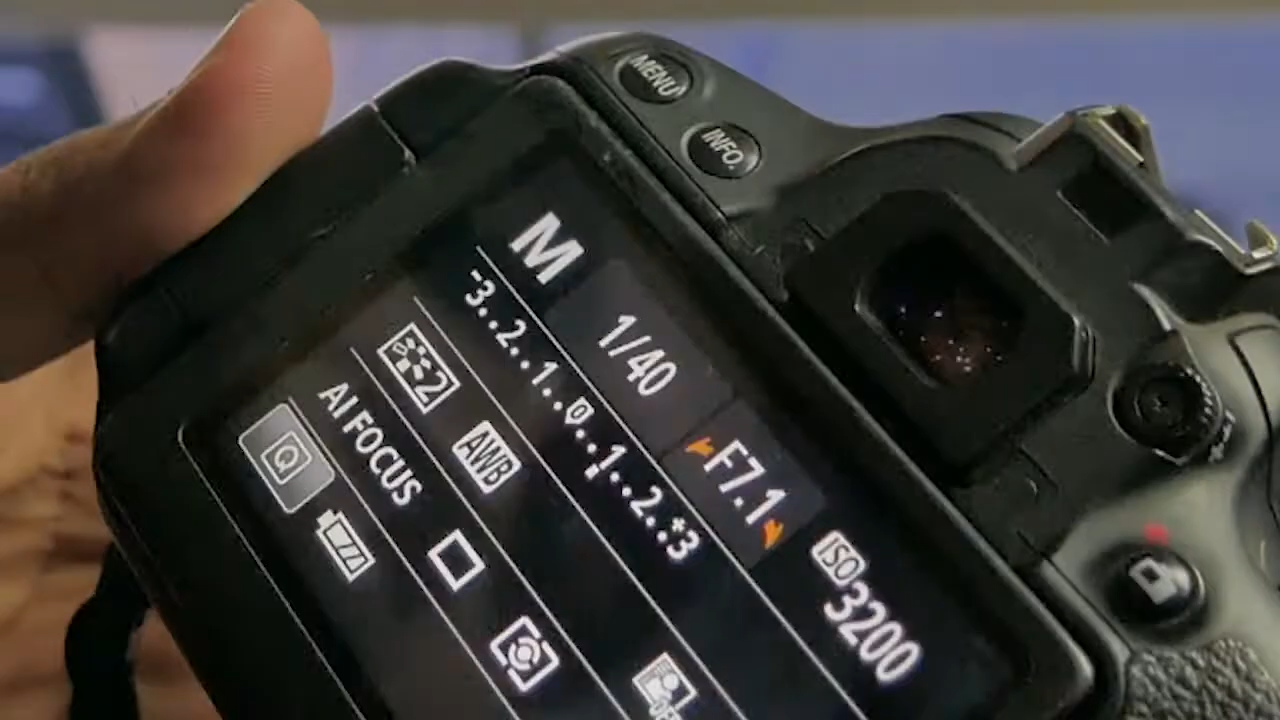 MENU
INFO.
M 1/40 F7.1 ISO 3200
-3..2..1..0..1..2..+3
2 AWB
AI FOCUS
Q
OFF